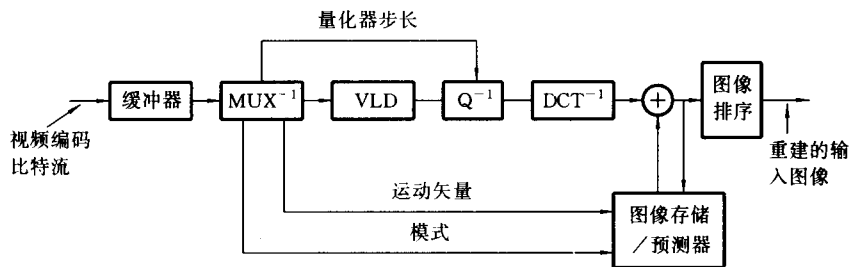 量化器步长
缓冲器
MUX⁻¹
VLD
Q⁻¹
DCT⁻¹
+
图像
排序
视频编码
比特流
重建的输
入图像
运动矢量
模式
图像存储
/预测器